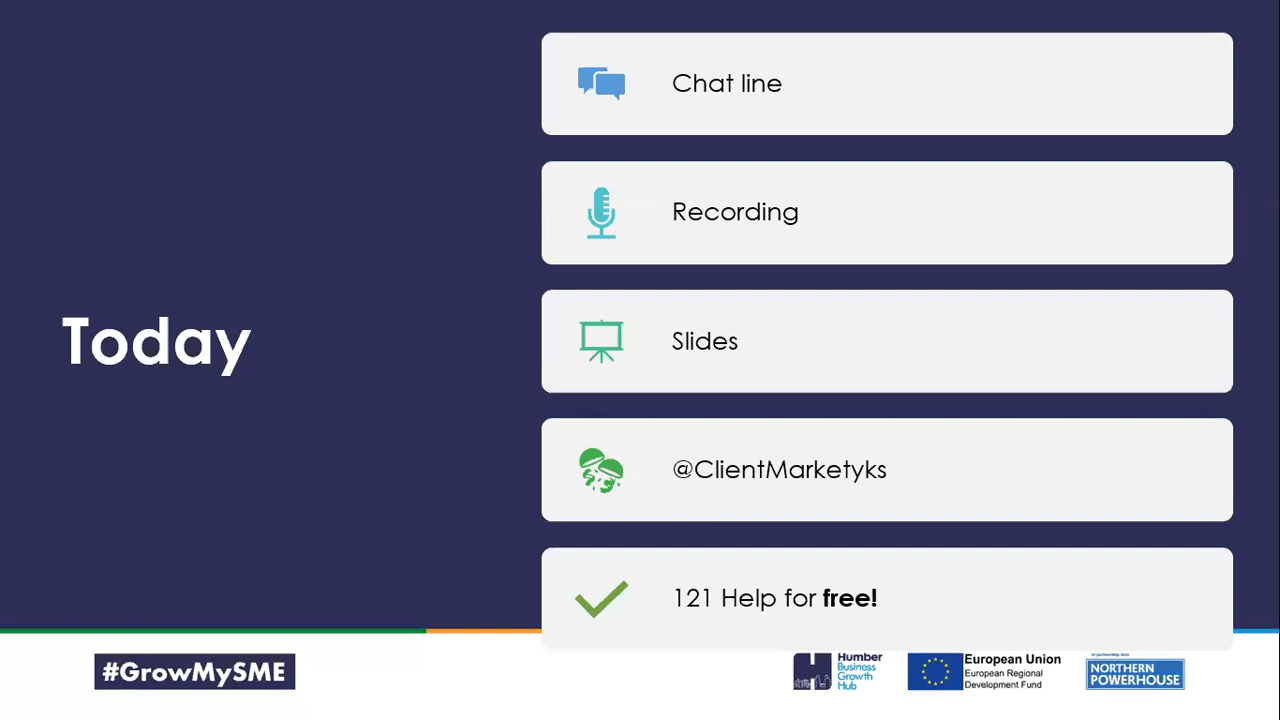 Today
Chat line
Recording
Slides
@ClientMarketyks
121 Help for free!
#GrowMySME
Humber
Business
Growth
Hub
European Union
European Regional
Development Fund
NORTHERN
POWERHOUSE